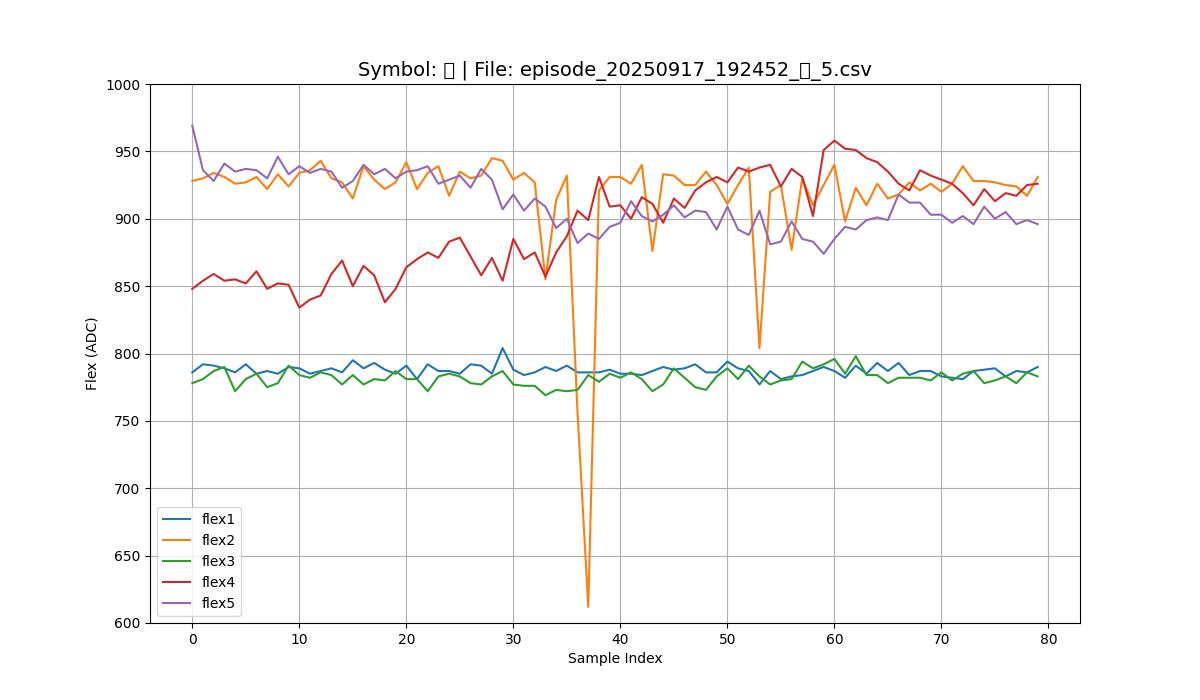 Symbol: ▯ | File: episode_20250917_192452_▯_5.csv
1000
950
900
850
800
750
700
650
600
Flex (ADC)
flex1
flex2
flex3
flex4
flex5
0 10 20 30 40 50 60 70 80
Sample Index